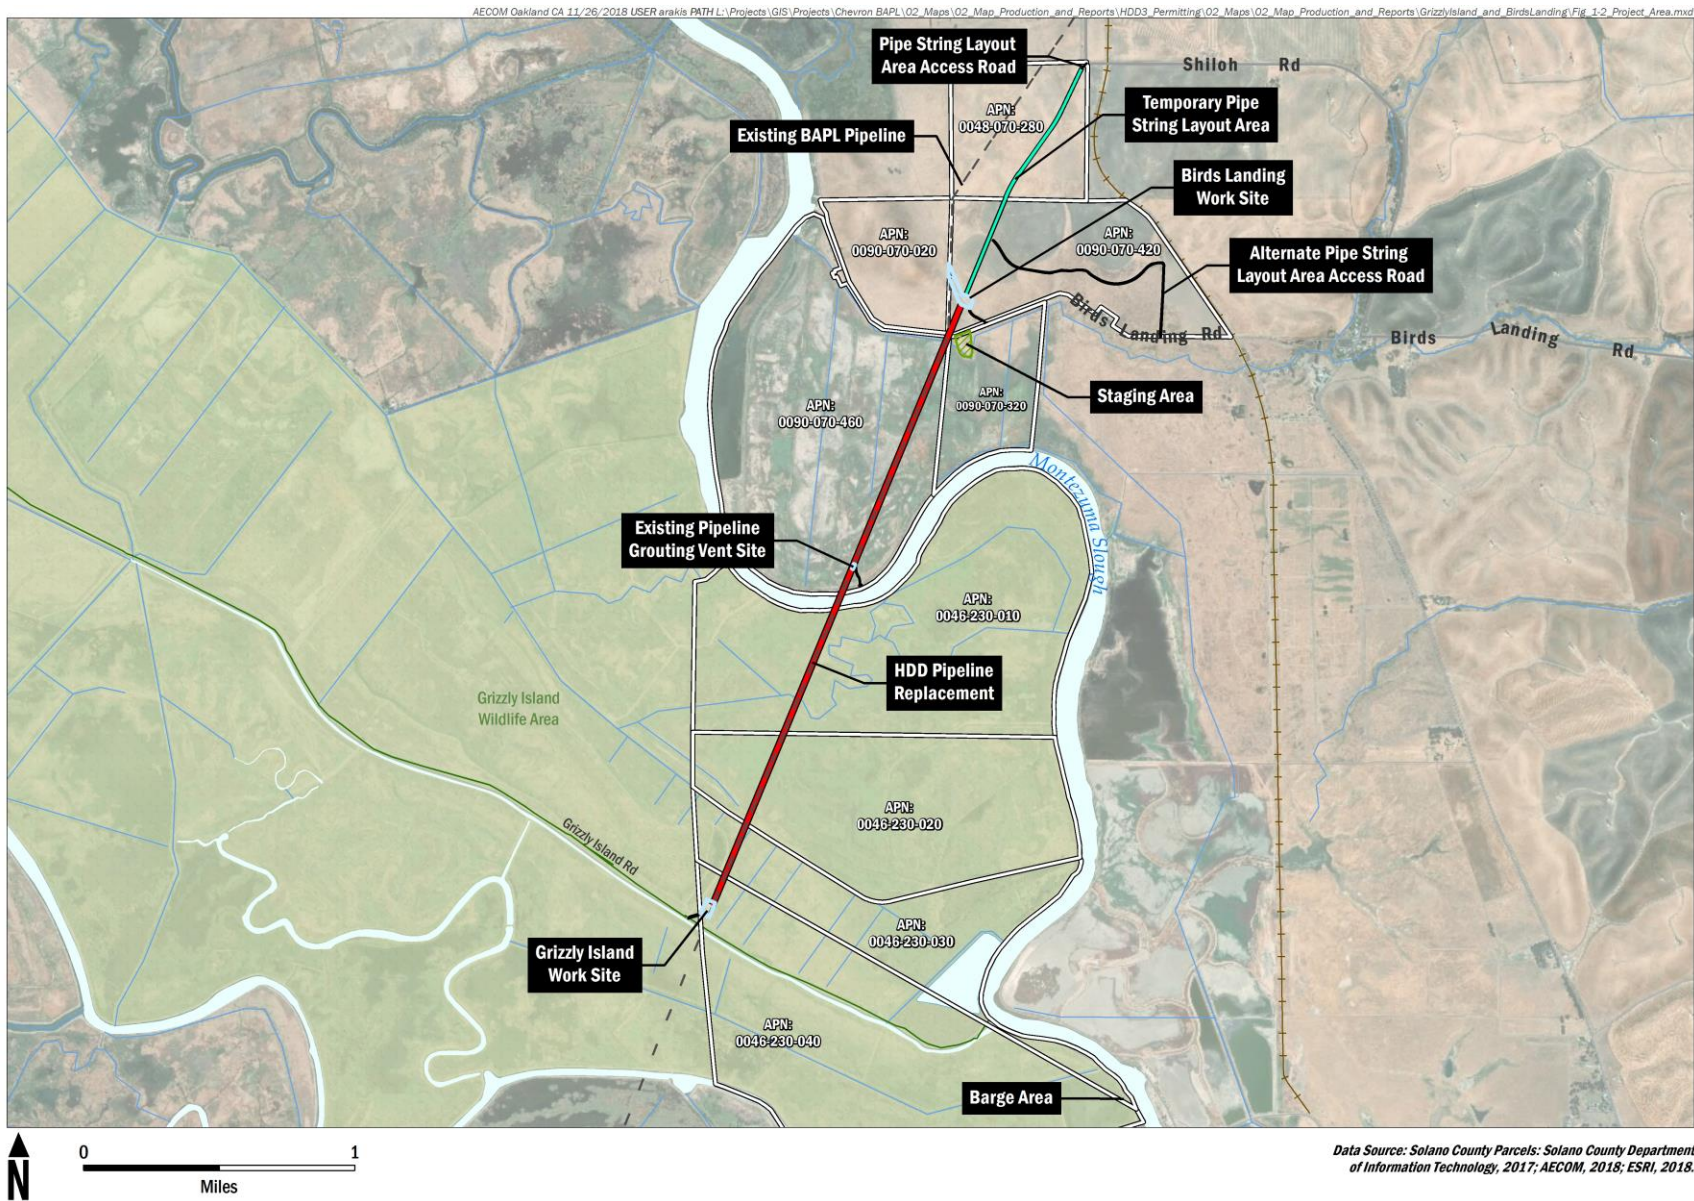 AECOM Oakland CA 11/26/2018 USER arakis PATH L:\Projects\GIS\Projects\Chevron BAPL\02_Maps\02_Map_Production_and_Reports\HDD3_Permitting\02_Maps\02_Map_Production_and_Reports\GrizzlyIsland_and_BirdsLanding\Fig_1-2_Project_Area.mxd
Pipe String Layout
Area Access Road
Shiloh Rd
Temporary Pipe
String Layout Area
APN:
0048-070-280
Existing BAPL Pipeline
Birds Landing
Work Site
APN:
0090-070-020
APN:
0090-070-420
Alternate Pipe String
Layout Area Access Road
Birds Landing Rd
Birds Landing Rd
Staging Area
APN:
0090-070-320
APN:
0090-070-460
Montezuma Slough
Existing Pipeline
Grouting Vent Site
APN:
0046-230-010
HDD Pipeline
Replacement
Grizzly Island
Wildlife Area
APN:
0046-230-020
Grizzly Island Rd
APN:
0046-230-030
Grizzly Island
Work Site
APN:
0046-230-040
Barge Area
N
0 1
Miles
Data Source: Solano County Parcels: Solano County Department
of Information Technology, 2017; AECOM, 2018; ESRI, 2018.